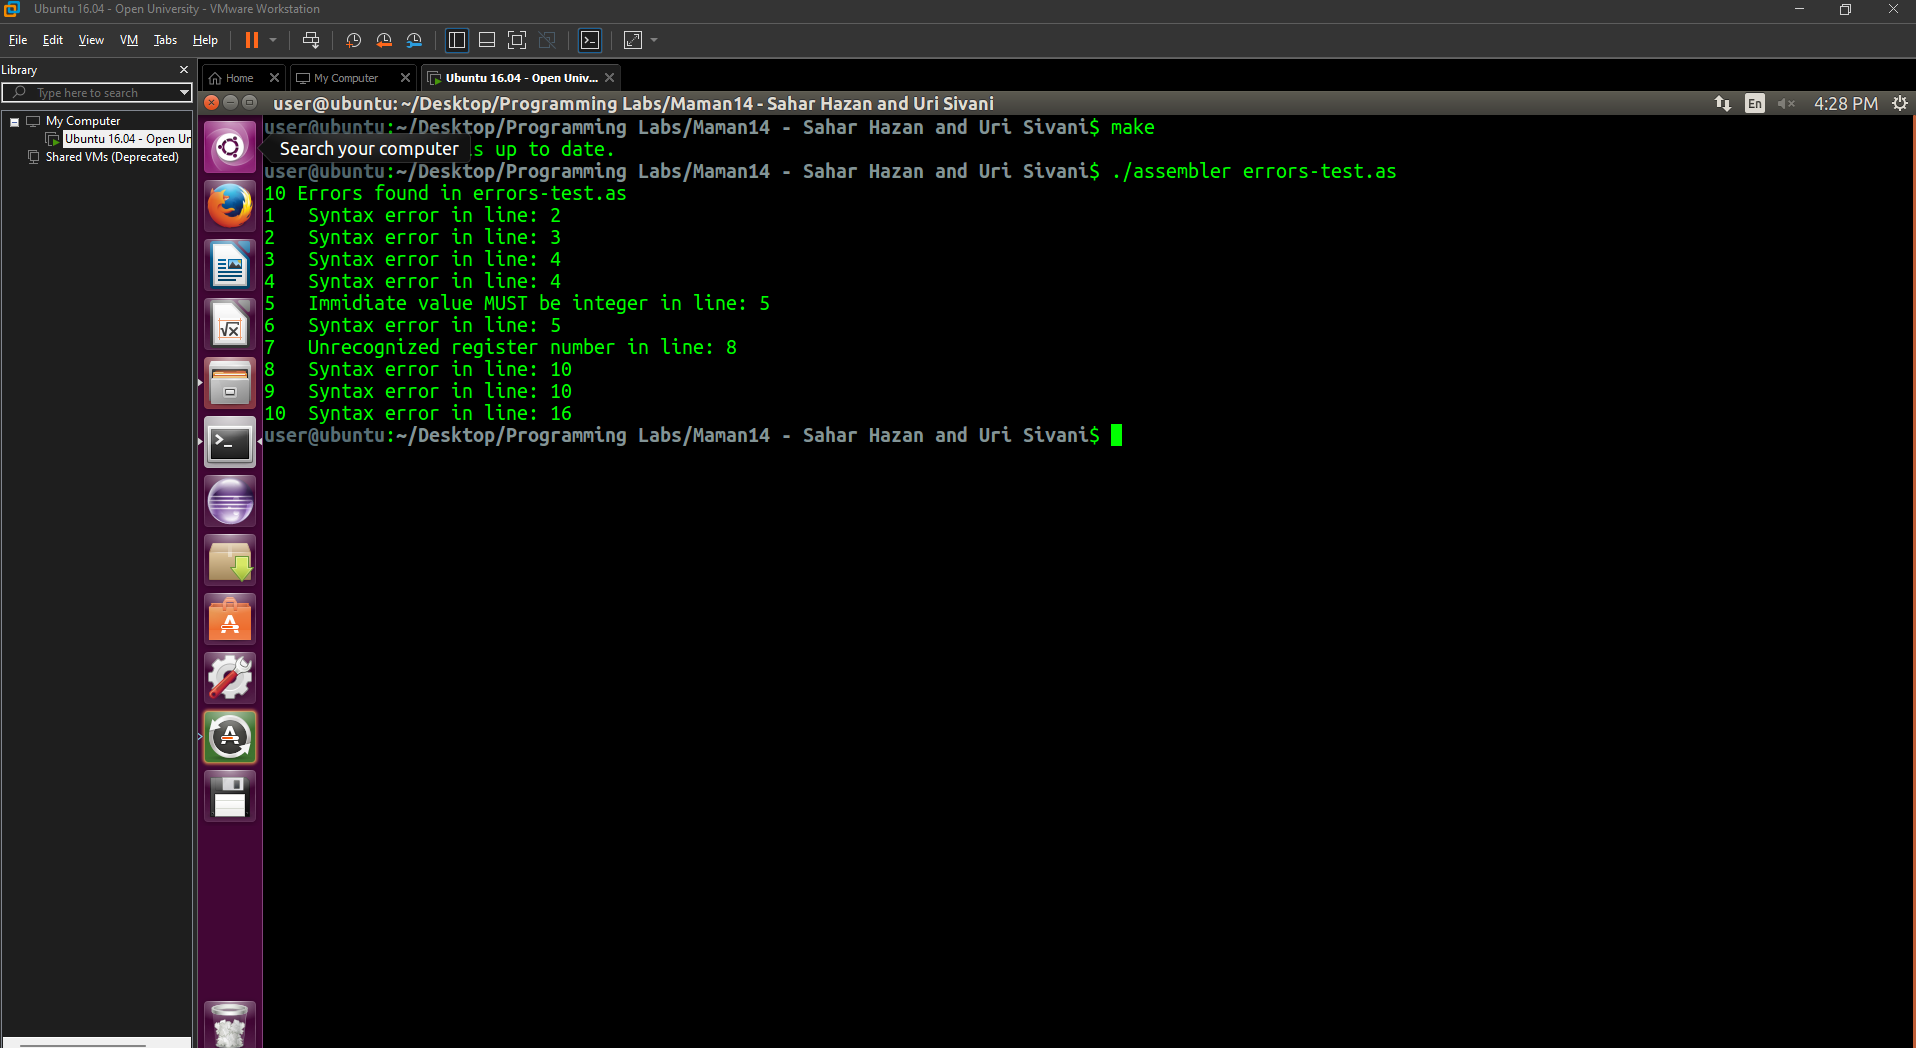 Ubuntu 16.04 - Open University - VMware Workstation
File Edit View VM Tabs Help
Library
Type here to search
My Computer
Ubuntu 16.04 - Open Ur
Shared VMs (Deprecated)
Home My Computer Ubuntu 16.04 - Open Univ...
user@ubuntu: ~/Desktop/Programming Labs/Maman14 - Sahar Hazan and Uri Sivani En 4:28 PM
user@ubuntu:~/Desktop/Programming Labs/Maman14 - Sahar Hazan and Uri Sivani$ make
Search your computer s up to date.
user@ubuntu:~/Desktop/Programming Labs/Maman14 - Sahar Hazan and Uri Sivani$ ./assembler errors-test.as
10 Errors found in errors-test.as
1 Syntax error in line: 2
2 Syntax error in line: 3
3 Syntax error in line: 4
4 Syntax error in line: 4
5 Immidiate value MUST be integer in line: 5
6 Syntax error in line: 5
7 Unrecognized register number in line: 8
8 Syntax error in line: 10
9 Syntax error in line: 10
10 Syntax error in line: 16
user@ubuntu:~/Desktop/Programming Labs/Maman14 - Sahar Hazan and Uri Sivani$